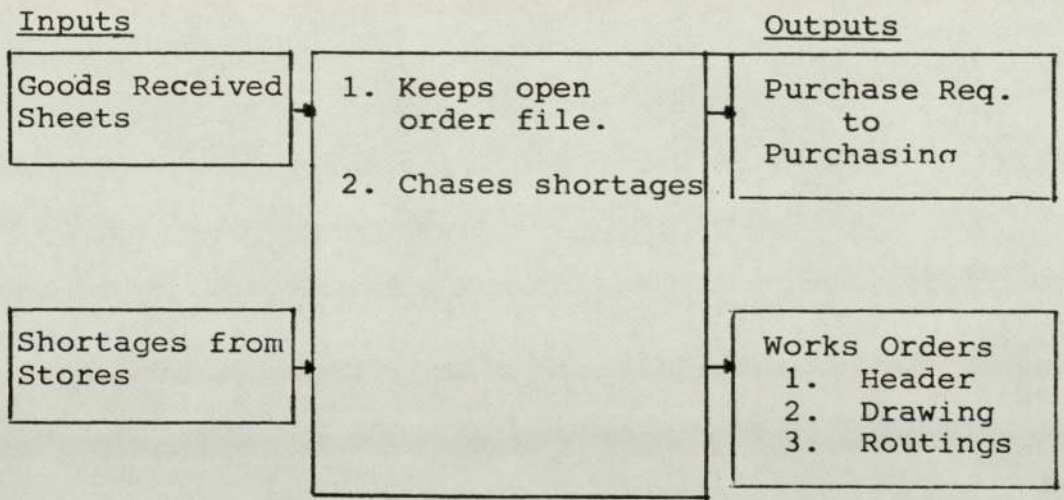 Inputs
Outputs
Goods Received
Sheets
1. Keeps open
order file.
2. Chases shortages
Purchase Req.
to
Purchasing
Shortages from
Stores
Works Orders
1. Header
2. Drawing
3. Routings